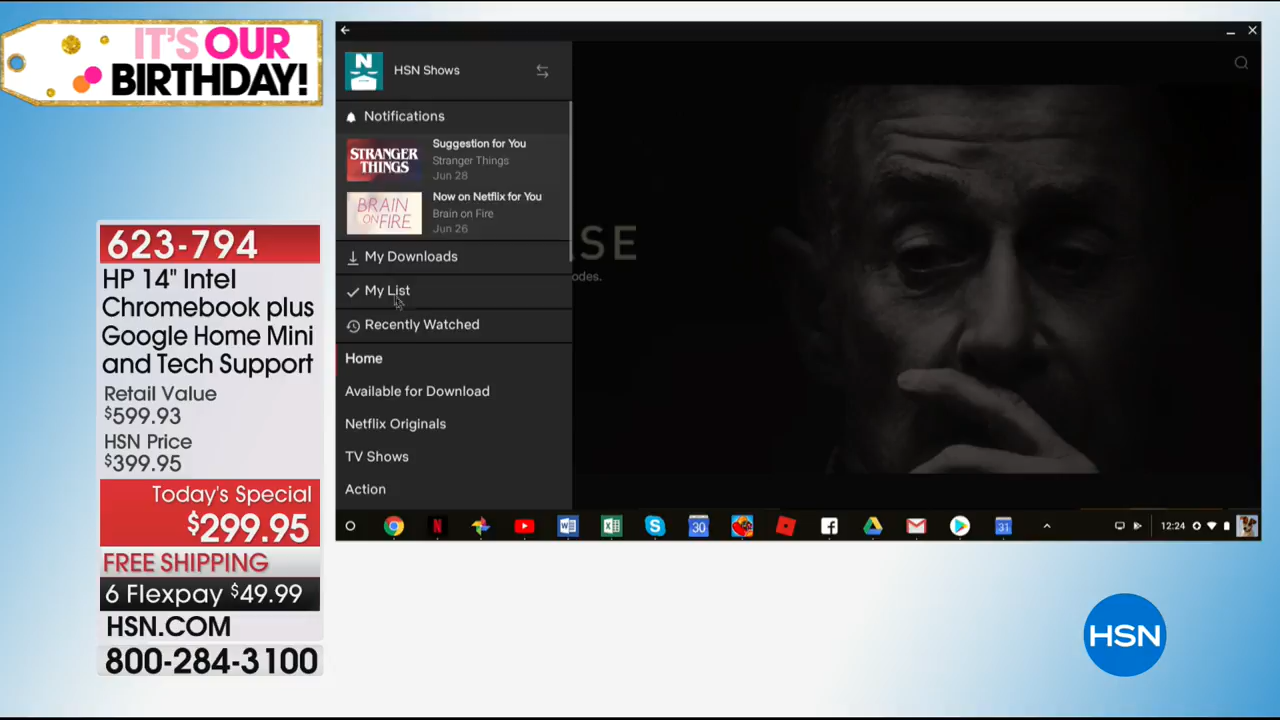 IT'S OUR
BIRTHDAY!
623-794
HP 14" Intel
Chromebook plus
Google Home Mini
and Tech Support
Retail Value
$599.93
HSN Price
$399.95
Today's Special
$299.95
FREE SHIPPING
6 Flexpay $49.99
HSN.COM
800-284-3100
N
HSN Shows
Notifications
STRANGER
THINGS
Suggestion for You
Stranger Things
Jun 28
BRAIN
ON FIRE
Now on Netflix for You
Brain on Fire
Jun 26
My Downloads
My List
Recently Watched
Home
Available for Download
Netflix Originals
TV Shows
Action
SE
odes.
N
W
X
S
30
f
M
31
12:24
HSN